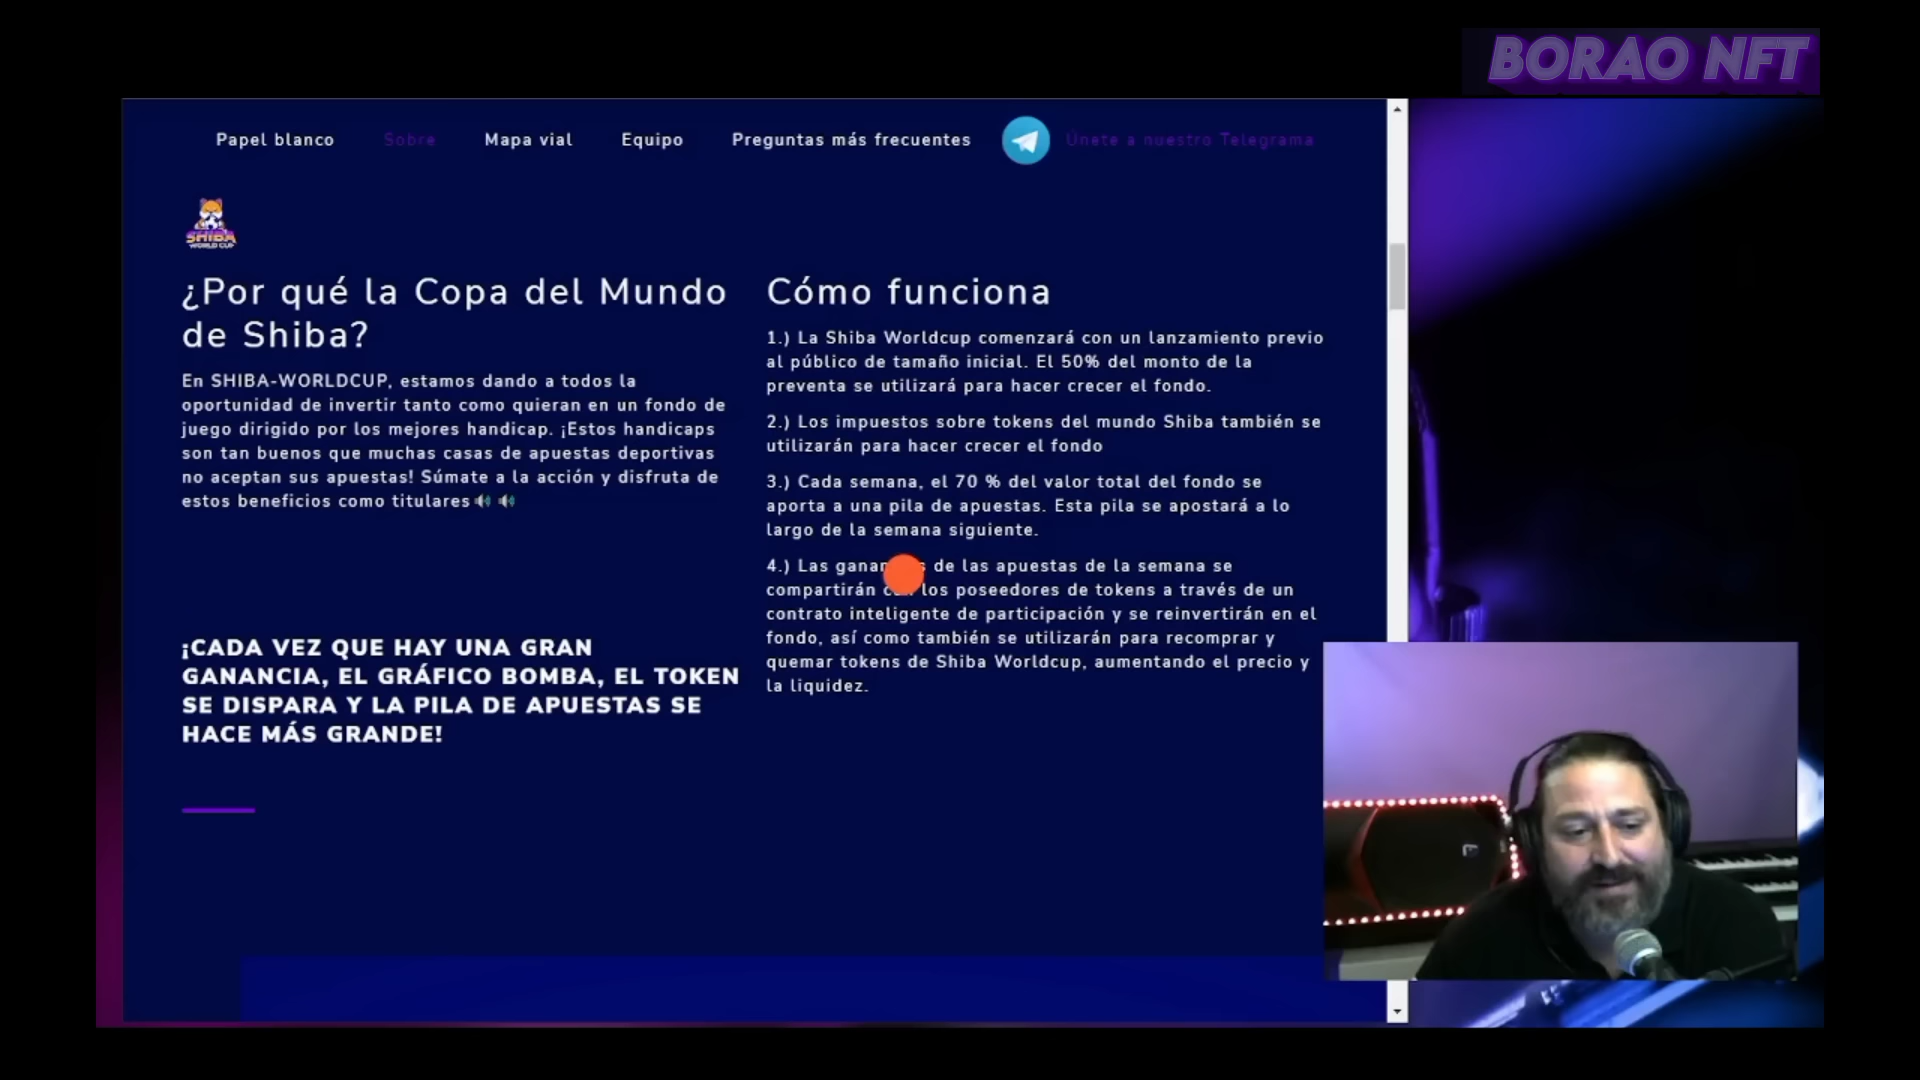 BORAO NFT
Papel blanco
Sobre
Mapa vial
Equipo
Preguntas más frecuentes
Únete a nuestro Telegrama
SHIBA
WORLD CUP
¿Por qué la Copa del Mundo
de Shiba?
En SHIBA-WORLDCUP, estamos dando a todos la
oportunidad de invertir tanto como quieran en un fondo de
juego dirigido por los mejores handicap. ¡Estos handicaps
son tan buenos que muchas casas de apuestas deportivas
no aceptan sus apuestas! Súmate a la acción y disfruta de
estos beneficios como titulares
¡CADA VEZ QUE HAY UNA GRAN
GANANCIA, EL GRÁFICO BOMBA, EL TOKEN
SE DISPARA Y LA PILA DE APUESTAS SE
HACE MÁS GRANDE!
Cómo funciona
1.) La Shiba Worldcup comenzará con un lanzamiento previo
al público de tamaño inicial. El 50% del monto de la
preventa se utilizará para hacer crecer el fondo.
2.) Los impuestos sobre tokens del mundo Shiba también se
utilizarán para hacer crecer el fondo
3.) Cada semana, el 70 % del valor total del fondo se
aporta a una pila de apuestas. Esta pila se apostará a lo
largo de la semana siguiente.
4.) Las de las apuestas de la semana se
compartirán los poseedores de tokens a través de un
contrato inteligente de participación y se reinvertirán en el
fondo, así como también se utilizarán para recomprar y
quemar tokens de Shiba Worldcup, aumentando el precio y
la liquidez.